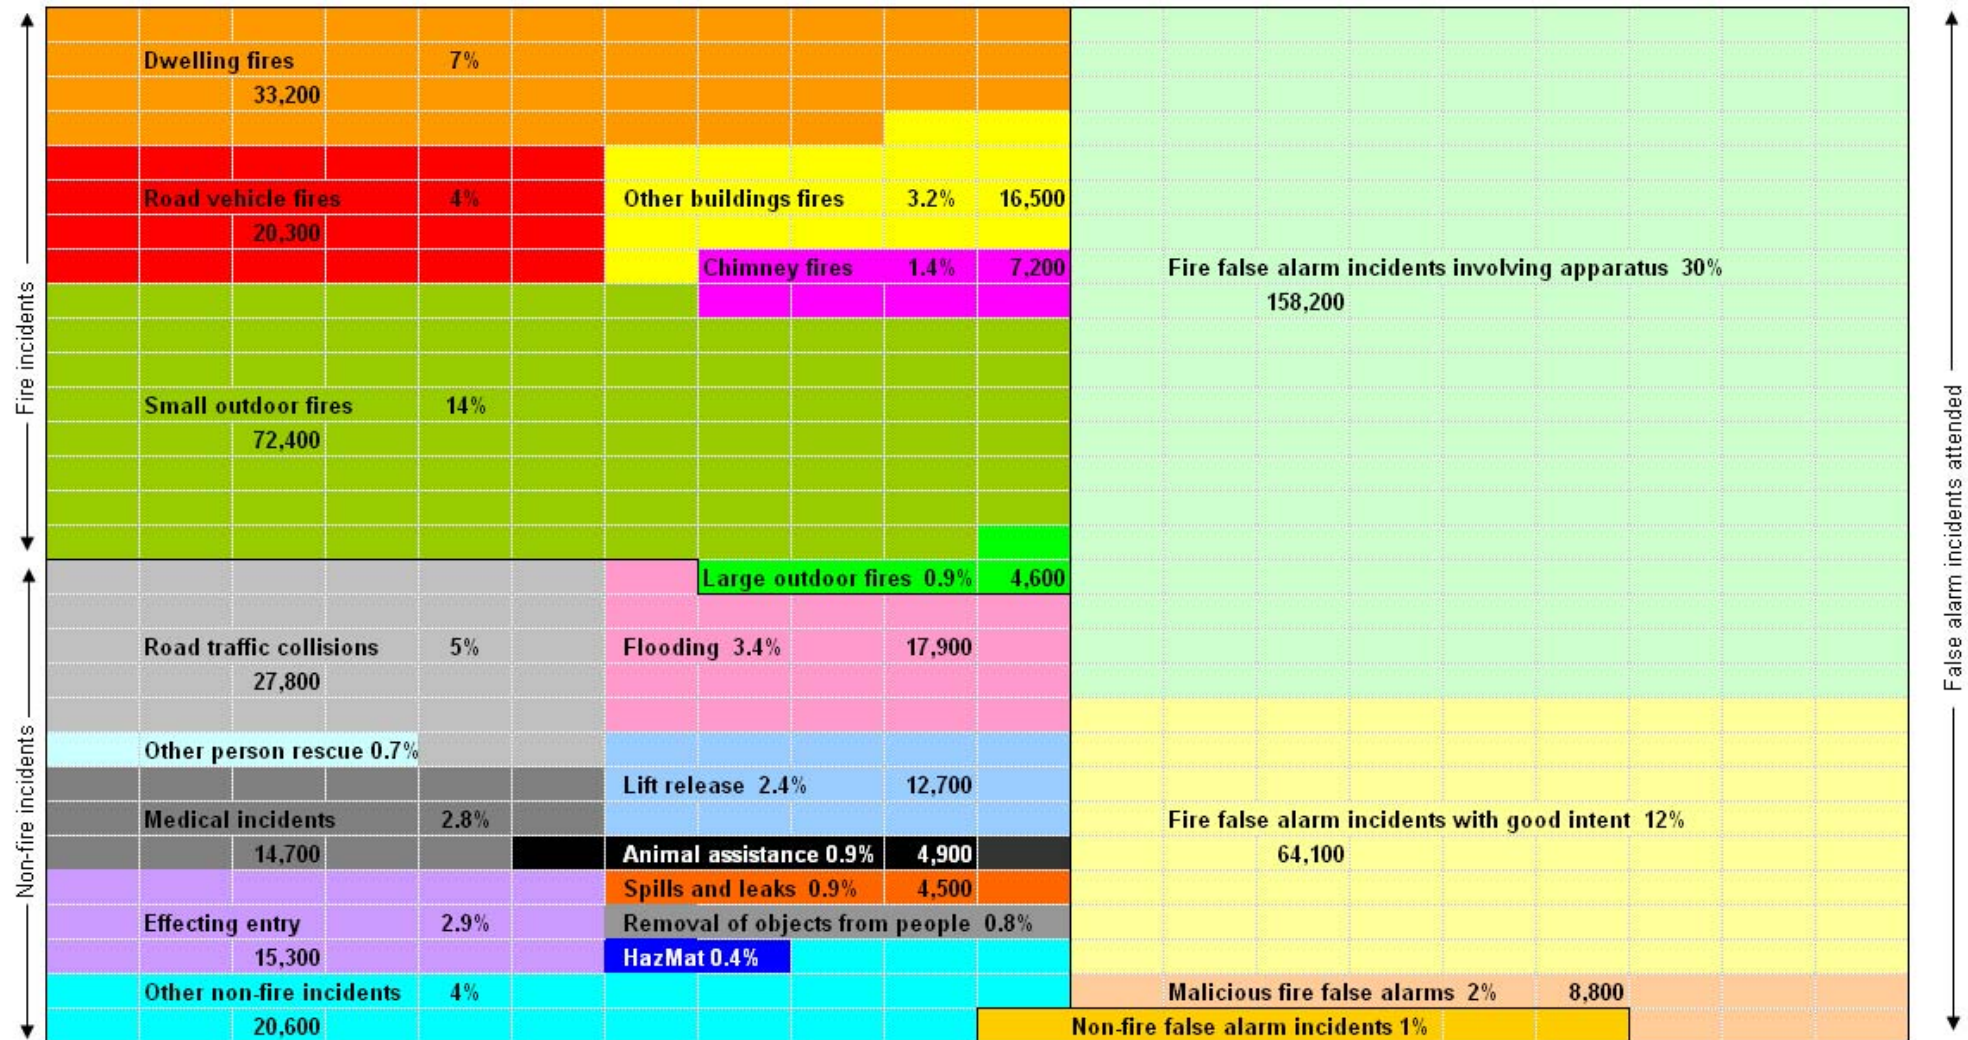 Fire incidents
Non-fire incidents
Dwelling fires 7%
33,200
Road vehicle fires 4%
20,300
Other buildings fires 3.2% 16,500
Chimney fires 1.4% 7,200
Small outdoor fires 14%
72,400
Large outdoor fires 0.9% 4,600
Road traffic collisions 5%
27,800
Flooding 3.4% 17,900
Other person rescue 0.7%
Lift release 2.4% 12,700
Medical incidents 2.8%
14,700
Animal assistance 0.9% 4,900
Spills and leaks 0.9% 4,500
Effecting entry 2.9%
15,300
Removal of objects from people 0.8%
HazMat 0.4%
Other non-fire incidents 4%
20,600
Fire false alarm incidents involving apparatus 30%
158,200
Fire false alarm incidents with good intent 12%
64,100
Malicious fire false alarms 2% 8,800
Non-fire false alarm incidents 1%
False alarm incidents attended